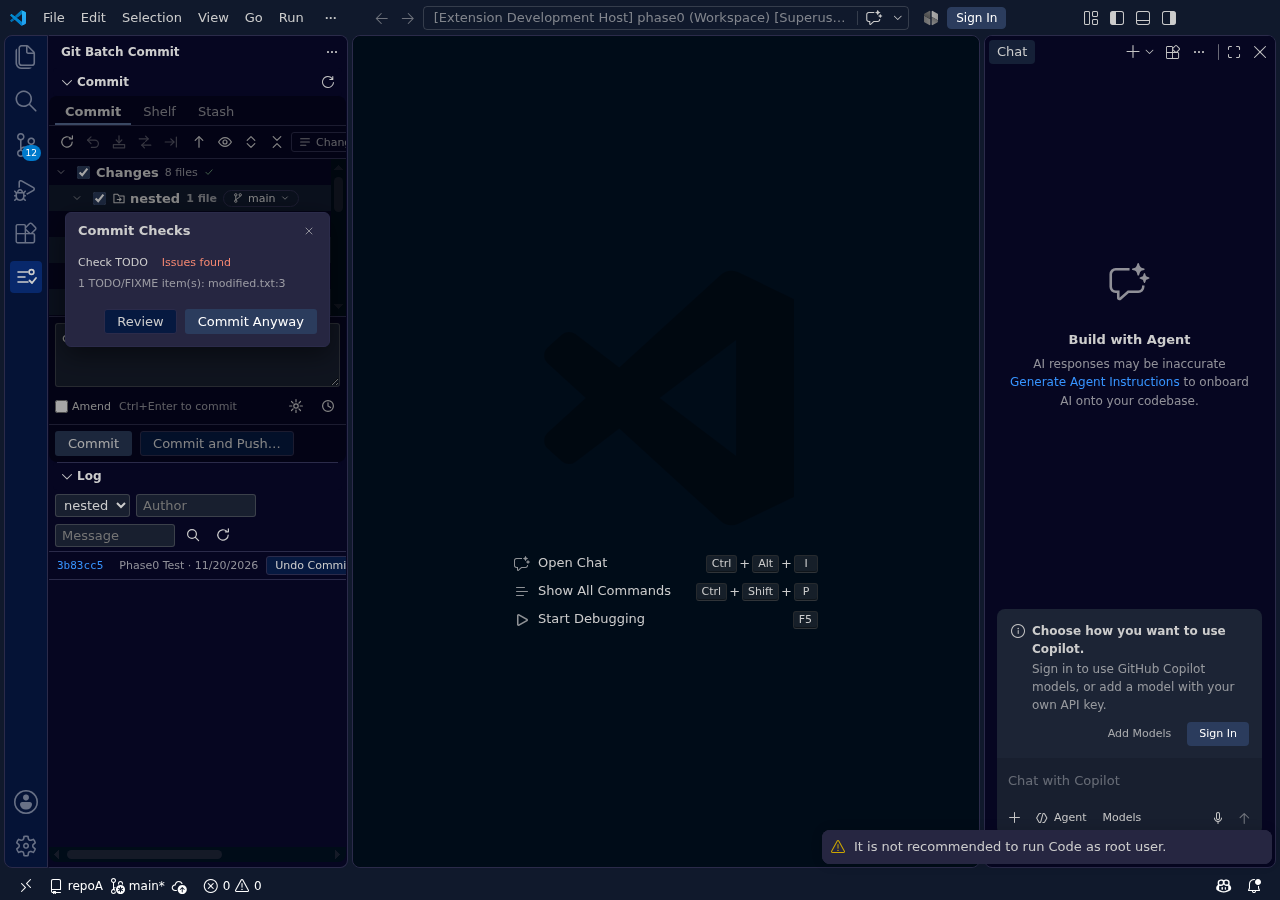 File Edit Selection View Go Run ...
[Extension Development Host] phase0 (Workspace) [Superus...
Sign In
Git Batch Commit
Commit
Commit Shelf Stash
Changes 8 files
nested 1 file main
Commit Checks
Check TODO Issues found
1 TODO/FIXME item(s): modified.txt:3
Review Commit Anyway
Amend Ctrl+Enter to commit
Commit Commit and Push...
Log
nested Author
Message
3b83cc5 Phase0 Test · 11/20/2026 Undo Commi
12
Open Chat Ctrl + Alt + I
Show All Commands Ctrl + Shift + P
Start Debugging F5
Chat
Build with Agent
AI responses may be inaccurate
Generate Agent Instructions to onboard
AI onto your codebase.
Choose how you want to use
Copilot.
Sign in to use GitHub Copilot
models, or add a model with your
own API key.
Add Models Sign In
Chat with Copilot
Agent Models
It is not recommended to run Code as root user.
repoA main* 0 0